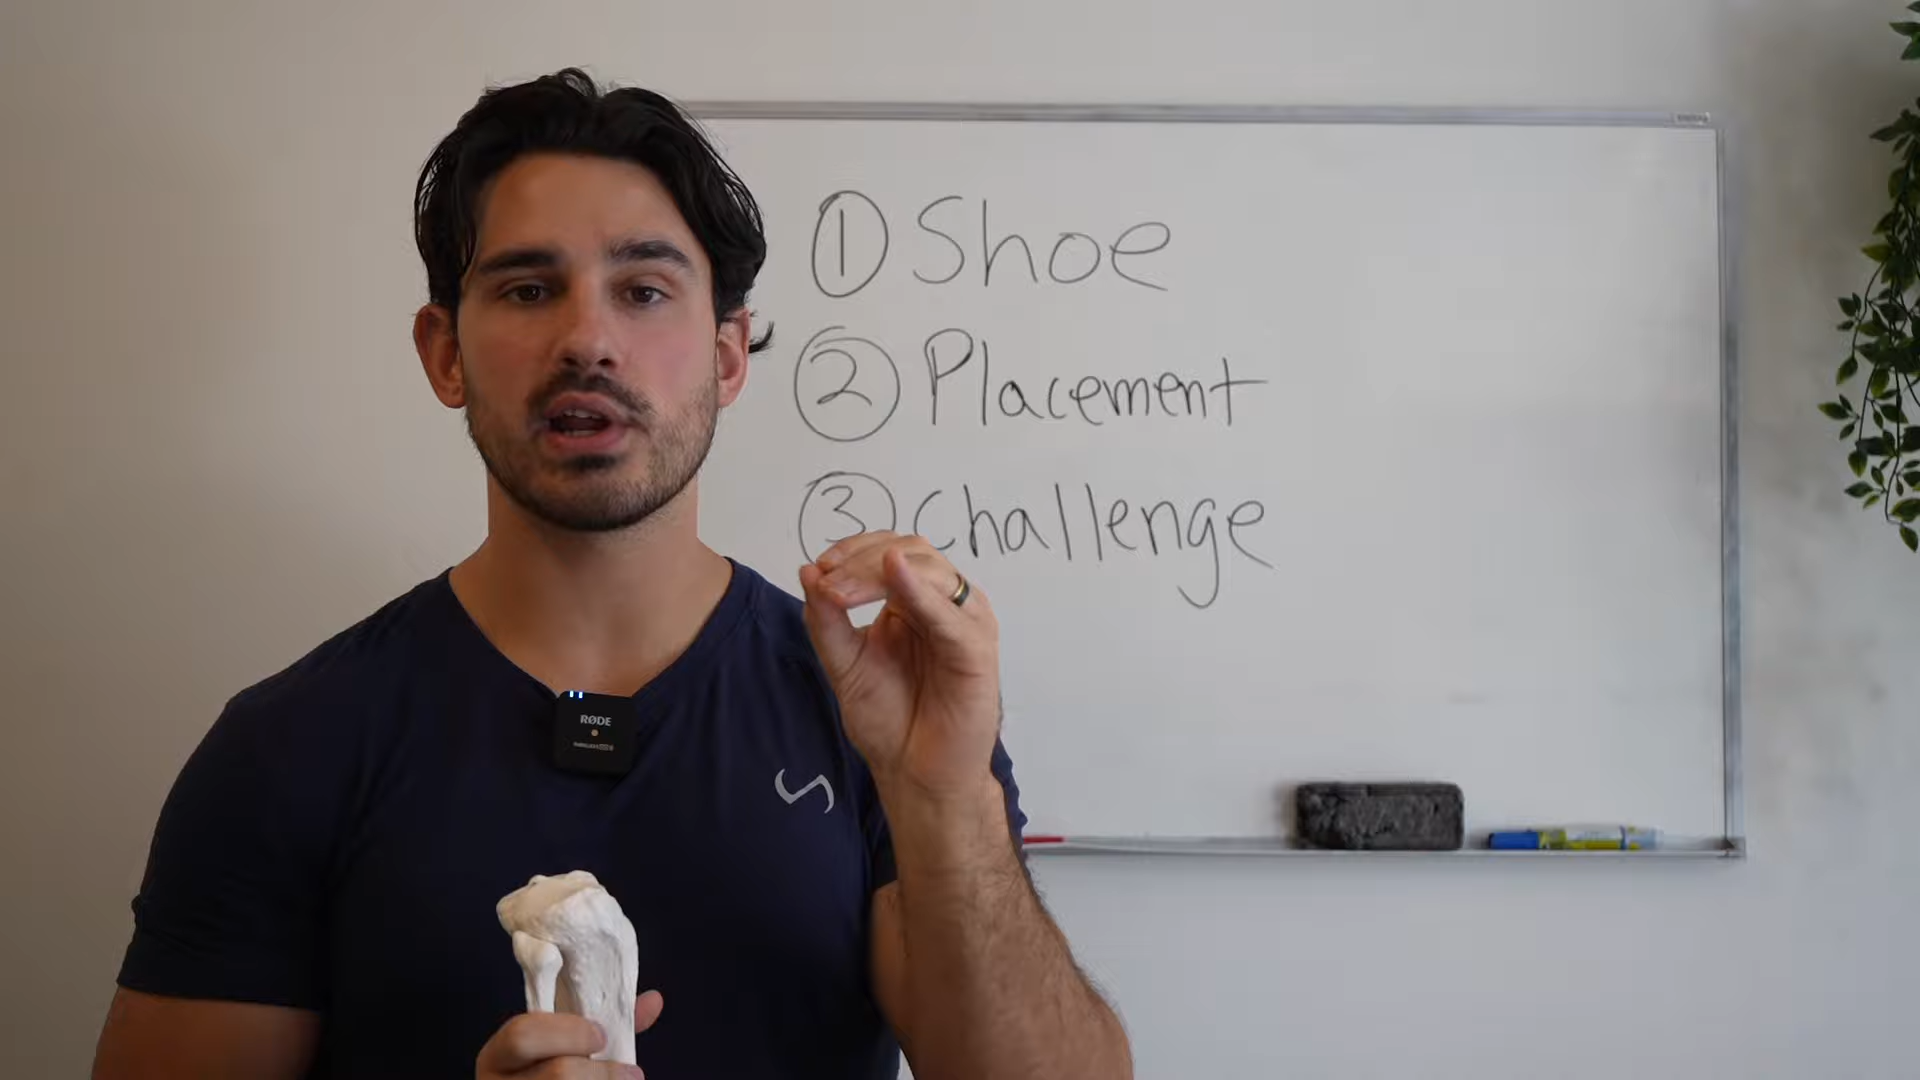 ① Shoe
② Placement
③ Challenge
RØDE